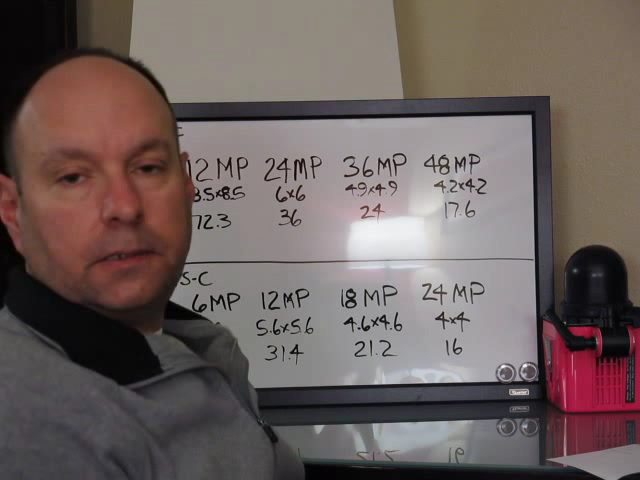 12MP 24MP 36MP 48MP
8.5x8.5 6x6 4.9x4.9 4.2x4.2
72.3 36 24 17.6
S-C
6MP 12MP 18MP 24MP
5.6x5.6 4.6x4.6 4x4
31.4 21.2 16